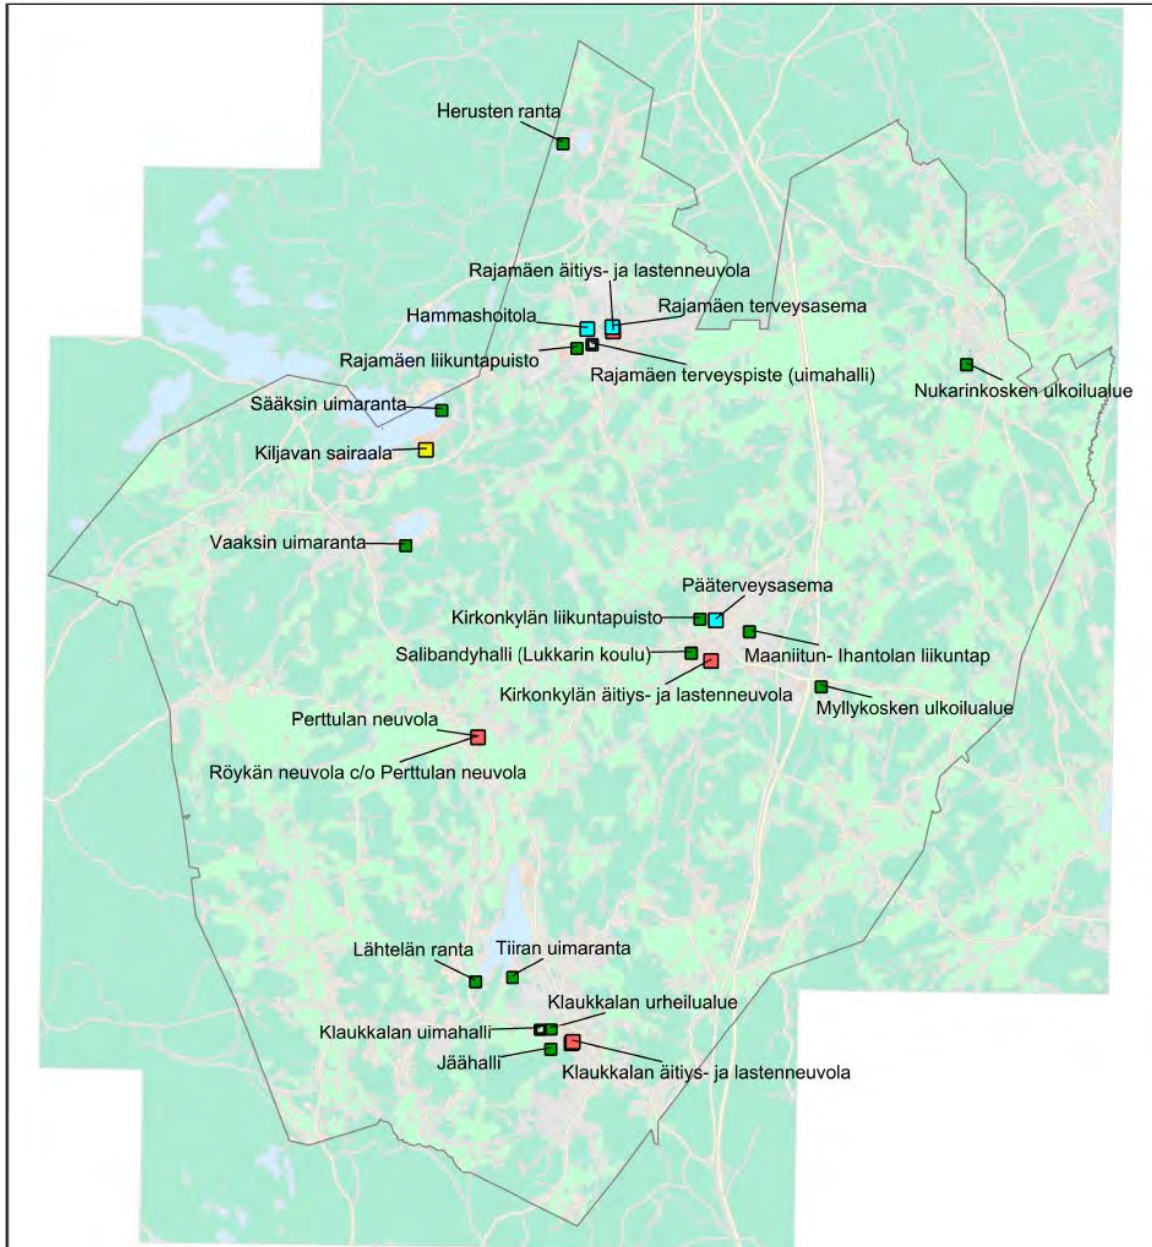 Herusten ranta
Rajamäen äitiys- ja lastenneuvola
Rajamäen terveysasema
Hammashoitola
Rajamäen liikuntapuisto
Rajamäen terveyspiste (uimahalli)
Nukarinkosken ulkoilualue
Sääksin uimaranta
Kiljavan sairaala
Vaaksin uimaranta
Pääterveysasema
Kirkonkylän liikuntapuisto
Salibandyhalli (Lukkarin koulu)
Maaniitun- Ihantolan liikuntap
Kirkonkylän äitiys- ja lastenneuvola
Myllykosken ulkoilualue
Perttulan neuvola
Röykän neuvola c/o Perttulan neuvola
Lähtelän ranta
Tiiran uimaranta
Klaukkalan urheilualue
Klaukkalan uimahalli
Jäähalli
Klaukkalan äitiys- ja lastenneuvola